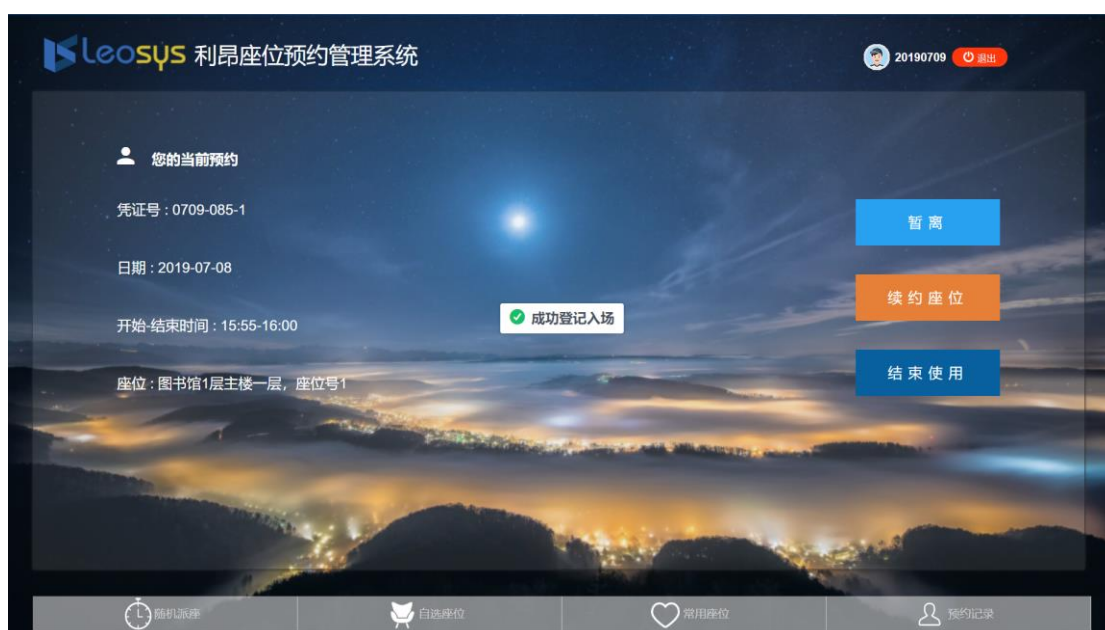 Leosys 利昂座位预约管理系统
20190709 退出
您的当前预约
凭证号 : 0709-085-1
暂离
日期 : 2019-07-08
续约座位
开始-结束时间 : 15:55-16:00
成功登记入场
座位 : 图书馆1层主楼一层，座位号1
结束使用
随机派座
自选座位
常用座位
预约记录